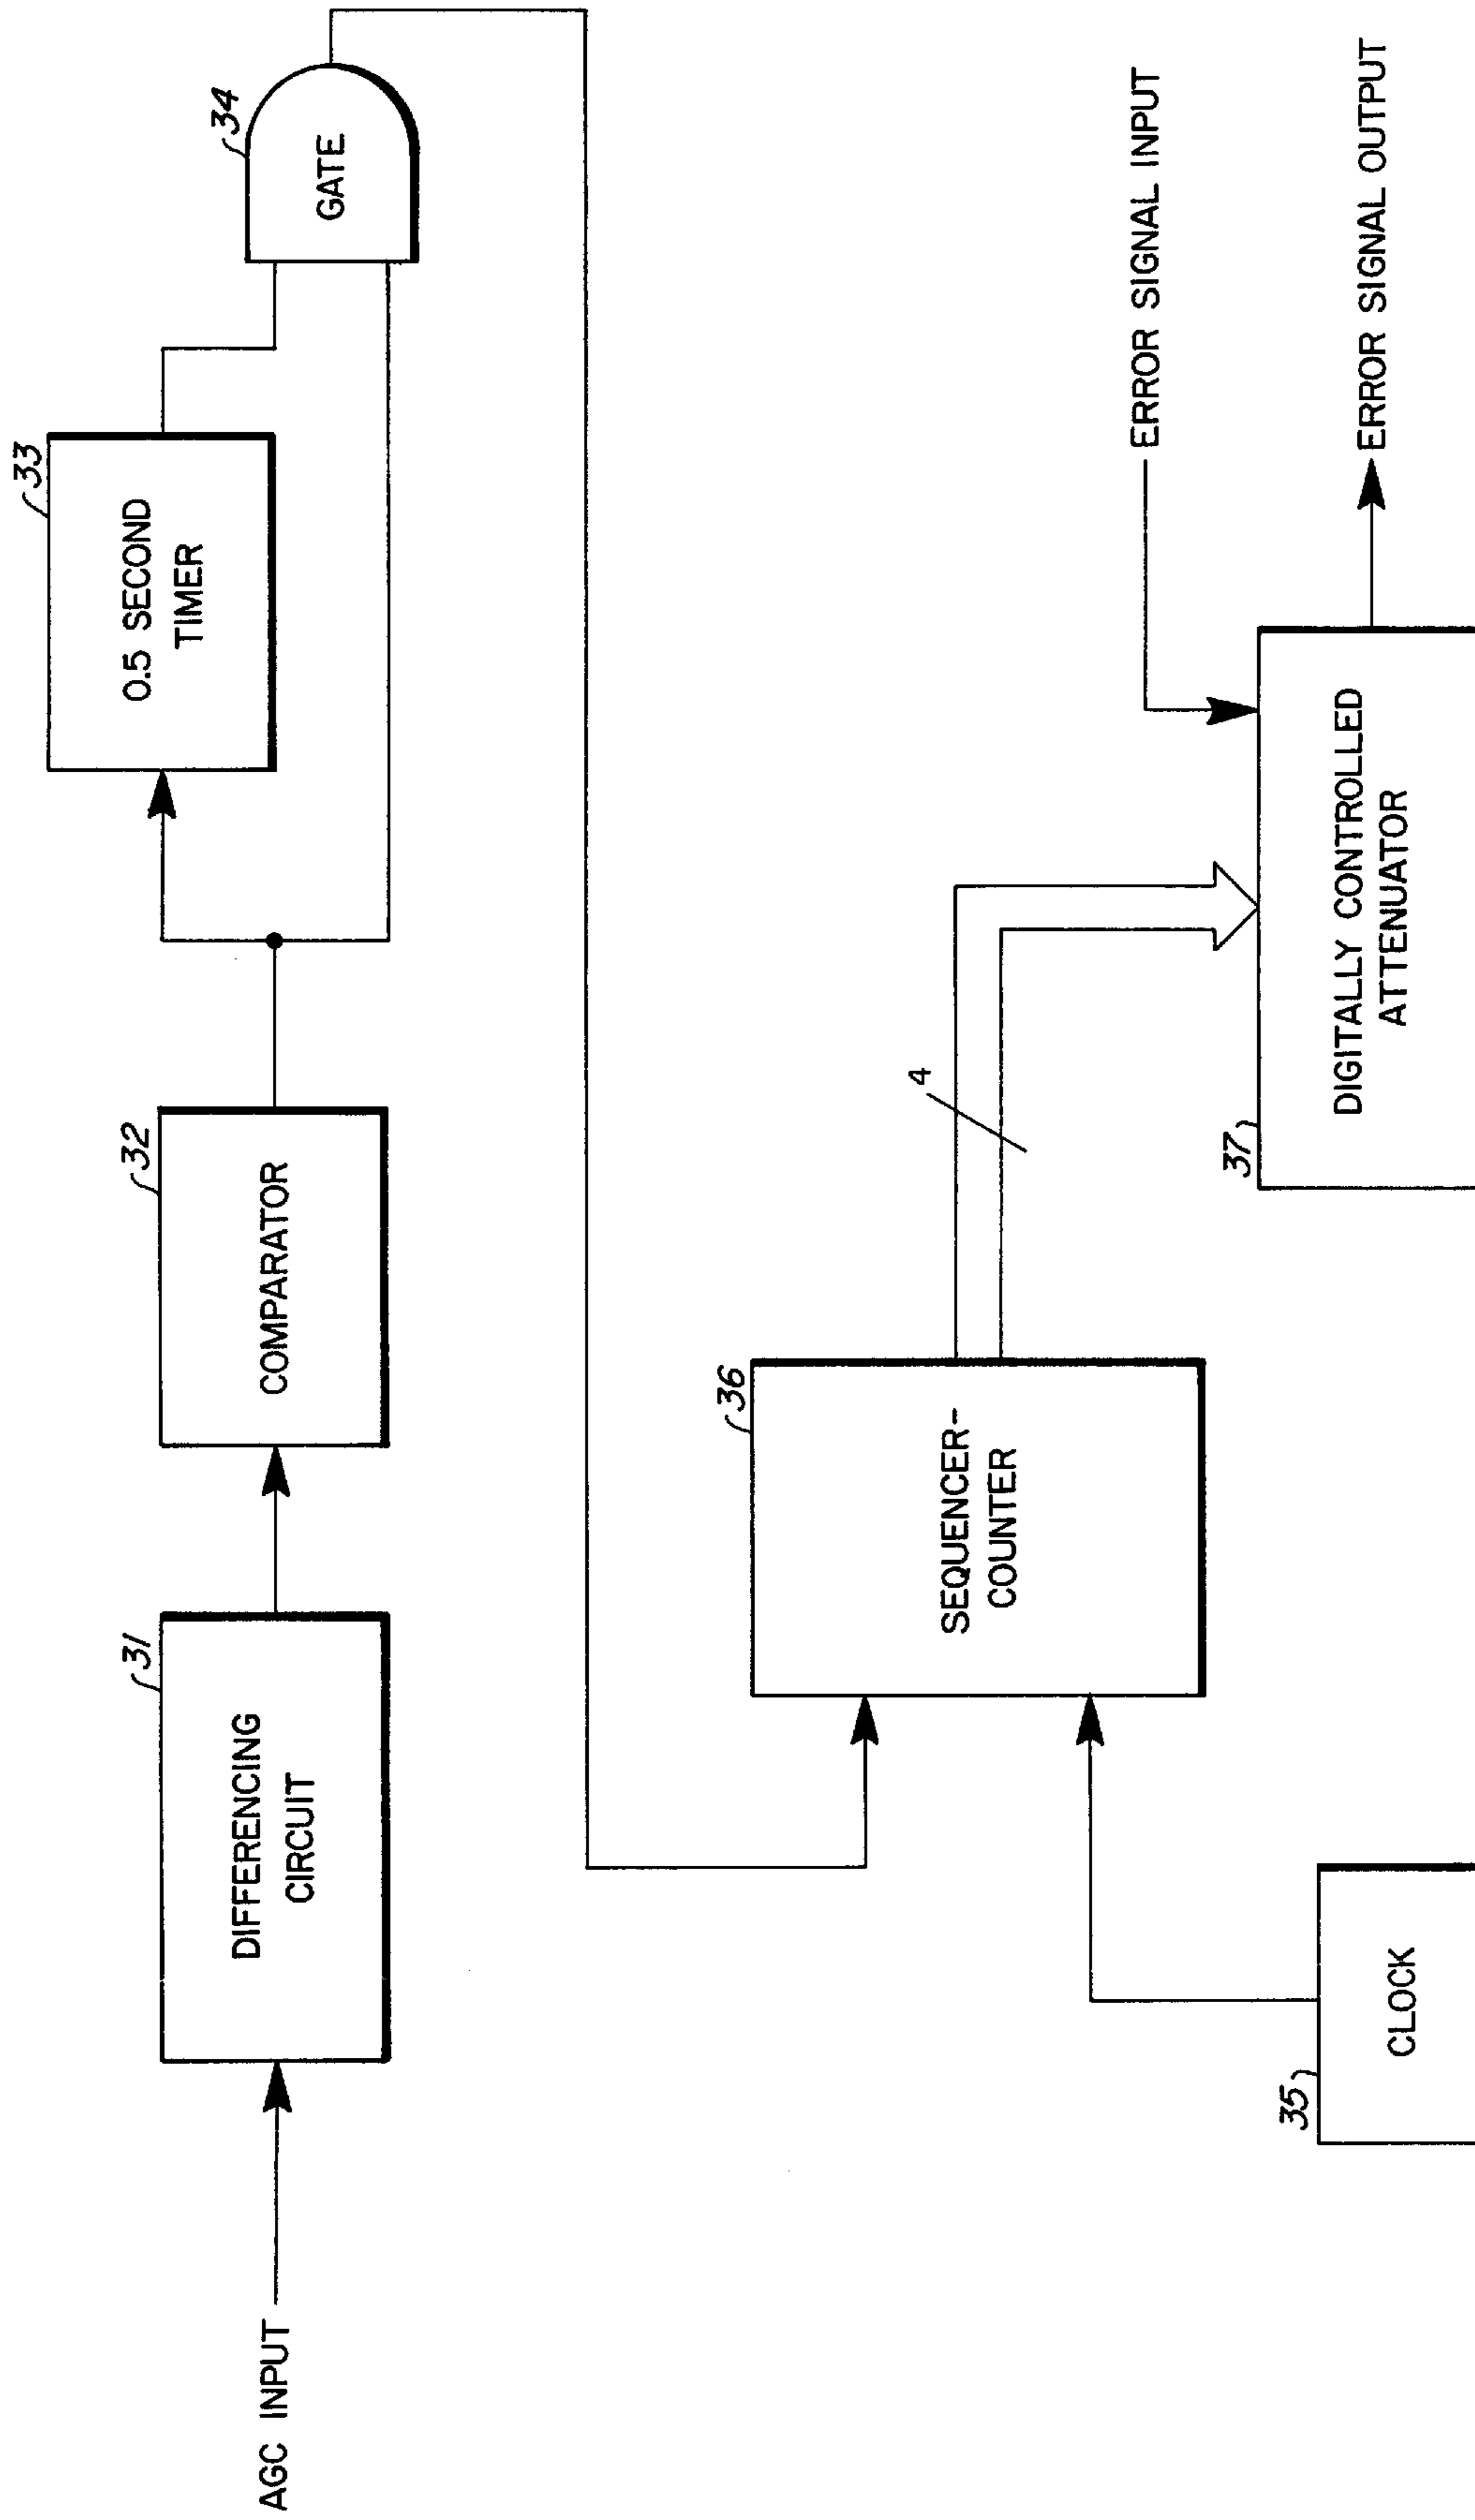 AGC INPUT
31
DIFFERENCING
CIRCUIT
32
COMPARATOR
33
0.5 SECOND
TIMER
34
GATE
35
CLOCK
36
SEQUENCER-
COUNTER
4
37
DIGITALLY CONTROLLED
ATTENUATOR
ERROR SIGNAL INPUT
ERROR SIGNAL OUTPUT